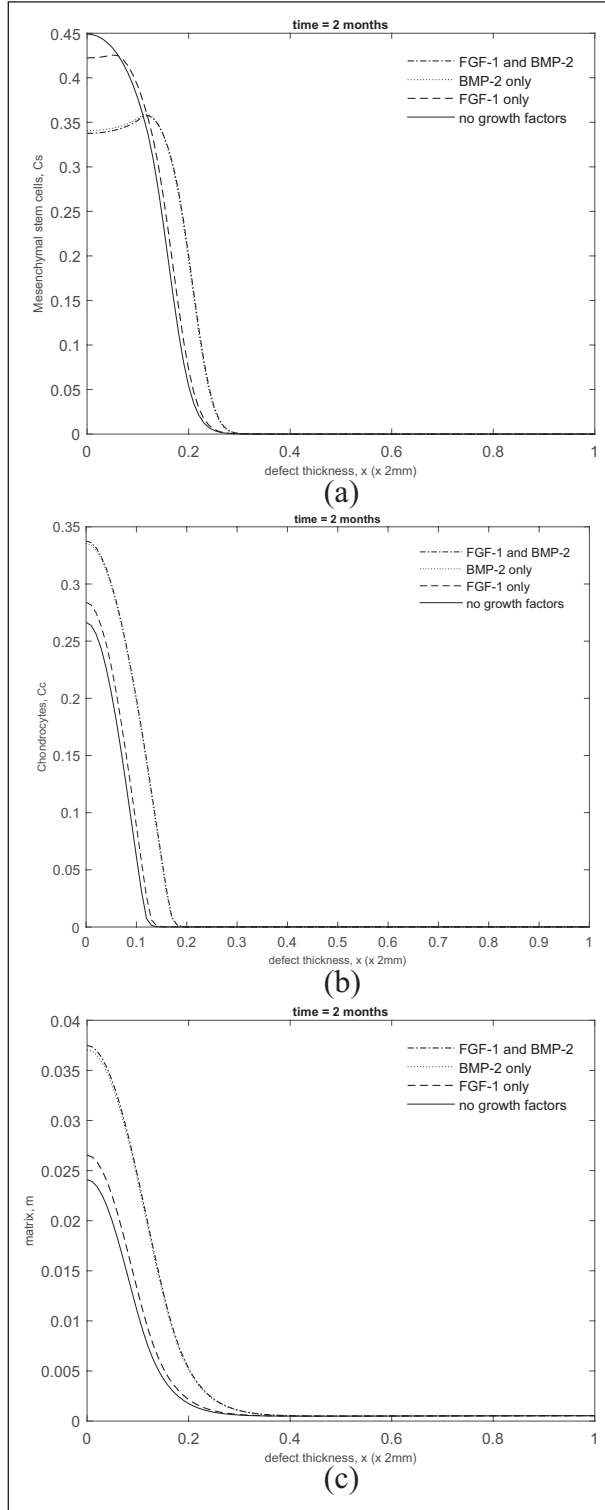 time = 2 months
0.45
0.4
0.35
0.3
0.25
0.2
0.15
0.1
0.05
0
Mesenchymal stem cells, Cs
FGF-1 and BMP-2
BMP-2 only
FGF-1 only
no growth factors
0 0.2 0.4 0.6 0.8 1
defect thickness, x (x 2mm)
(a)
time = 2 months
0.35
0.3
0.25
0.2
0.15
0.1
0.05
0
Chondrocytes, Cc
FGF-1 and BMP-2
BMP-2 only
FGF-1 only
no growth factors
0 0.1 0.2 0.3 0.4 0.5 0.6 0.7 0.8 0.9 1
defect thickness, x (x 2mm)
(b)
time = 2 months
0.04
0.035
0.03
0.025
0.02
0.015
0.01
0.005
0
matrix, m
FGF-1 and BMP-2
BMP-2 only
FGF-1 only
no growth factors
0 0.2 0.4 0.6 0.8 1
defect thickness, x (x 2mm)
(c)